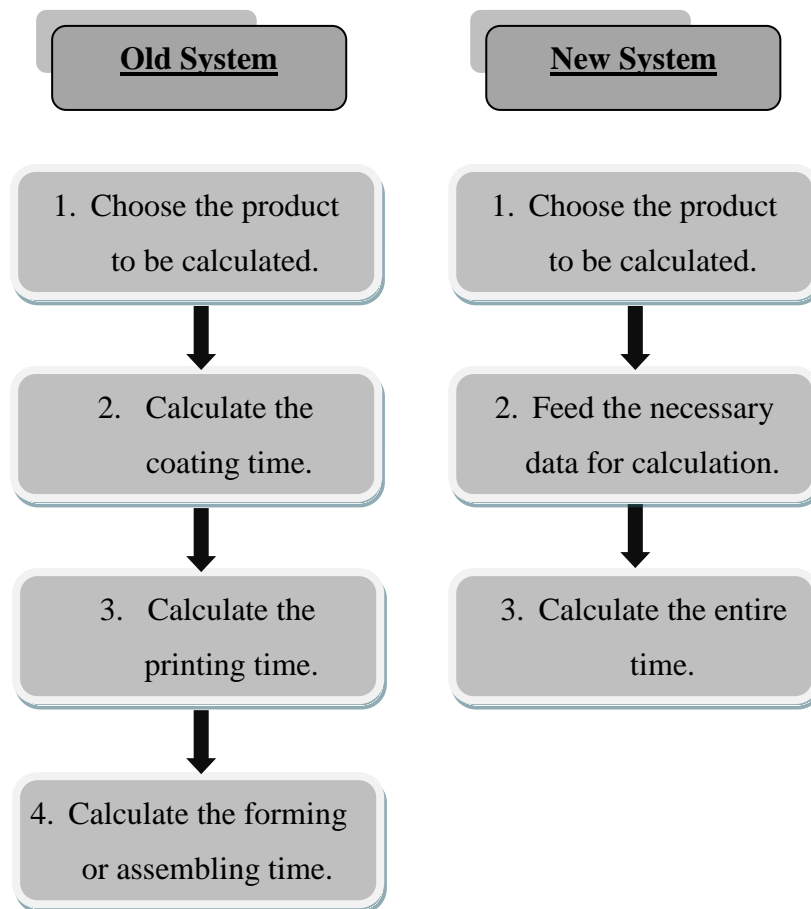 Old System
1. Choose the product
to be calculated.
2. Calculate the
coating time.
3. Calculate the
printing time.
4. Calculate the forming
or assembling time.
New System
1. Choose the product
to be calculated.
2. Feed the necessary
data for calculation.
3. Calculate the entire
time.